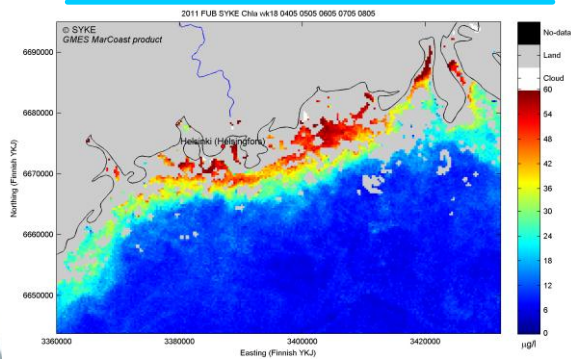 2011 FUB SYKE Chla wk18 0405 0505 0605 0705 0805
© SYKE
GMES MarCoast product
Helsinki (Helsingfors)
6690000
6680000
6670000
6660000
6650000
Northing (Finnish YKJ)
3360000
3380000
3400000
3420000
Easting (Finnish YKJ)
No-data
Land
Cloud
60
54
48
42
36
30
24
18
12
6
0
µg/l